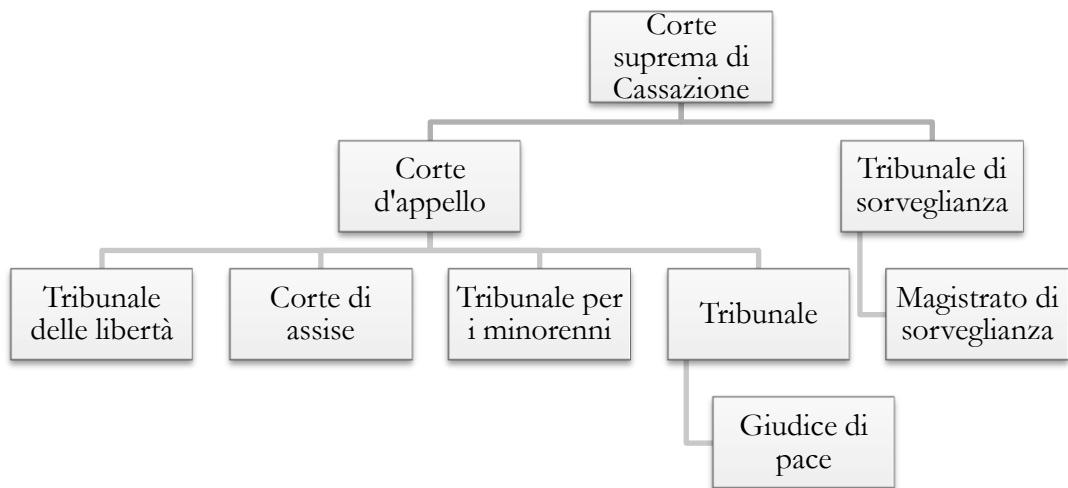 Corte
suprema di
Cassazione
Corte
d'appello
Tribunale di
sorveglianza
Tribunale
delle libertà
Corte di
assise
Tribunale per
i minorenni
Tribunale
Magistrato di
sorveglianza
Giudice di
pace